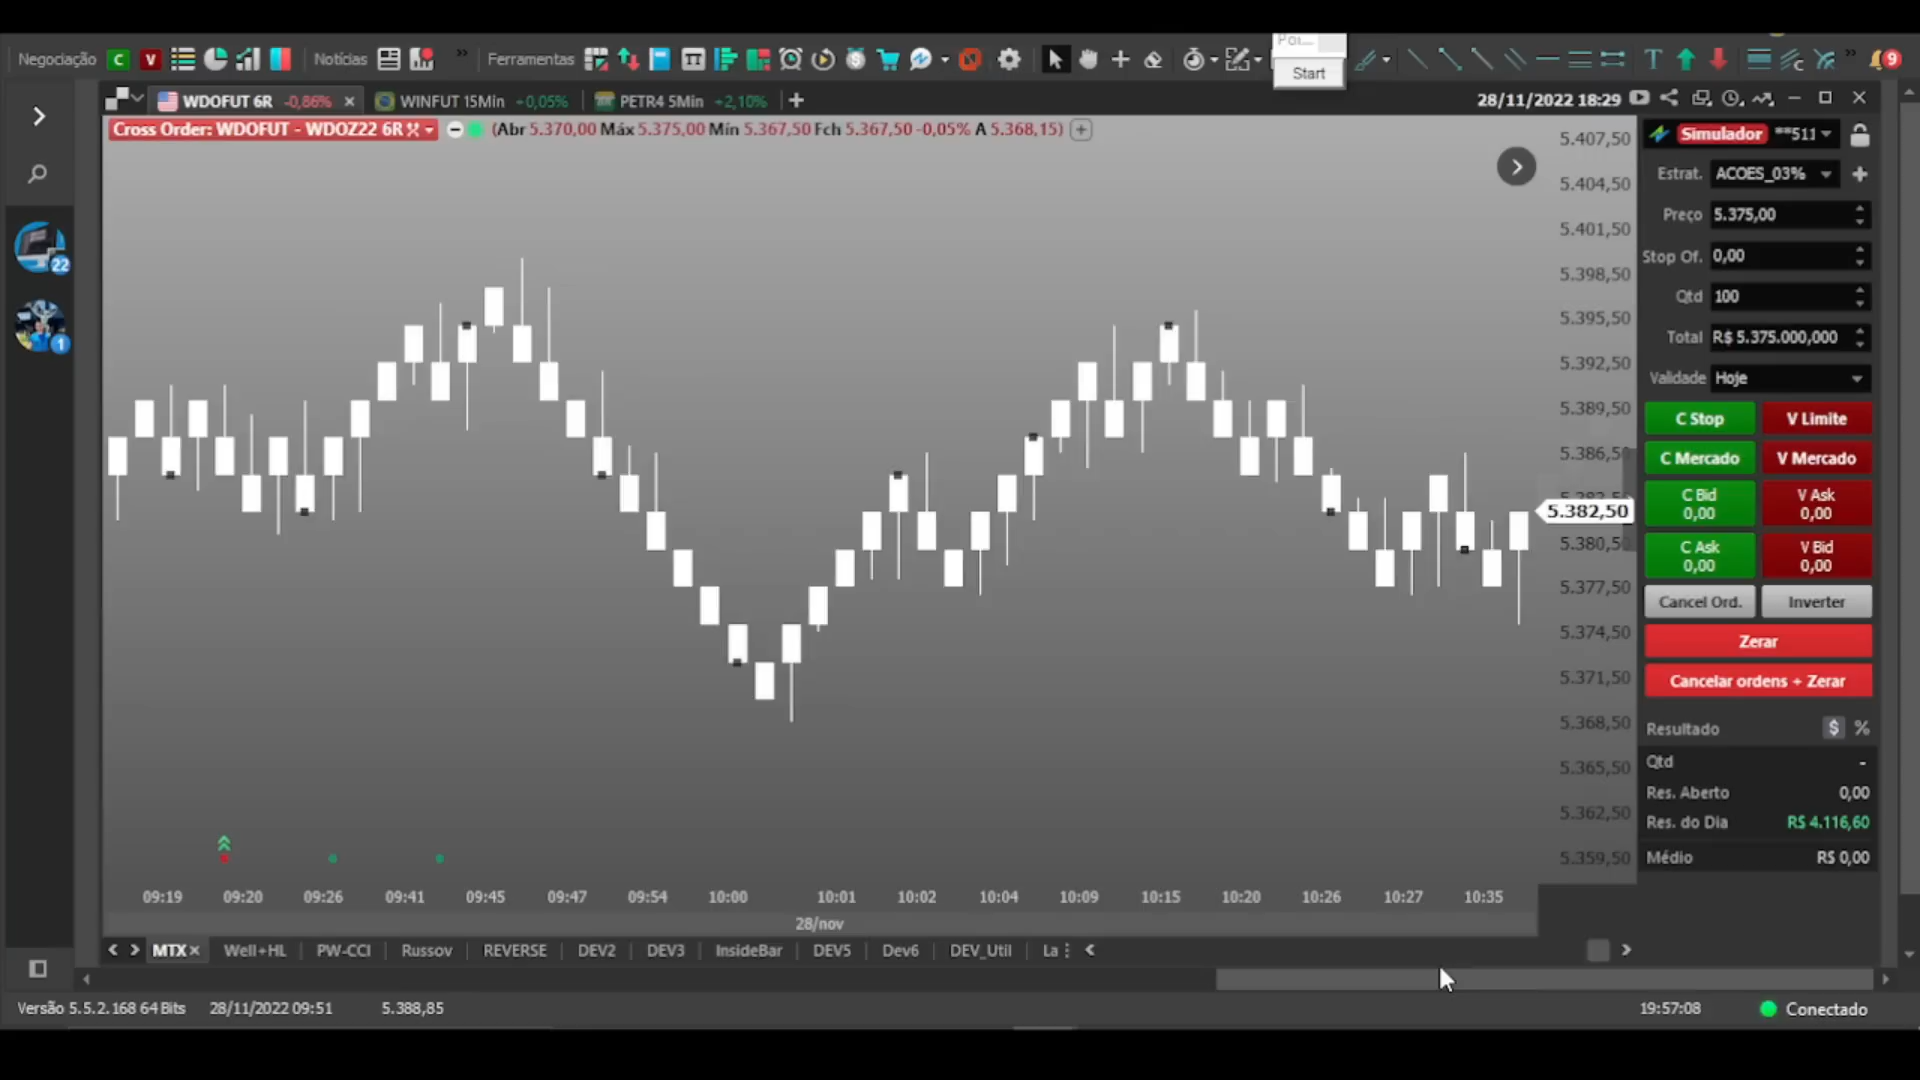 Negociação C V Notícias » Ferramentas Start T » 9
WDOFUT 6R -0,86% × WINFUT 15Min +0,05% PETR4 5Min +2,10% + 28/11/2022 18:29
Cross Order: WDOFUT - WDOZ22 6R (Abr 5.370,00 Máx 5.375,00 Mín 5.367,50 Fch 5.367,50 -0,05% A 5.368,15)
22
1
5.407,50
5.404,50
5.401,50
5.398,50
5.395,50
5.392,50
5.389,50
5.386,50
5.382,50
5.380,50
5.377,50
5.374,50
5.371,50
5.368,50
5.365,50
5.362,50
5.359,50
Simulador **511
Estrat. ACOES_03%
Preço 5.375,00
Stop Of. 0,00
Qtd 100
Total R$ 5.375.000,000
Validade Hoje
C Stop V Limite
C Mercado V Mercado
C Bid V Ask
0,00 0,00
C Ask V Bid
0,00 0,00
Cancel Ord. Inverter
Zerar
Cancelar ordens + Zerar
Resultado $ %
Qtd -
Res. Aberto 0,00
Res. do Dia R$ 4.116,60
Médio R$ 0,00
09:19 09:20 09:26 09:41 09:45 09:47 09:54 10:00 10:01 10:02 10:04 10:09 10:15 10:20 10:26 10:27 10:35
28/nov
MTX × Well+HL PW-CCI Russov REVERSE DEV2 DEV3 InsideBar DEV5 Dev6 DEV_Util La
Versão 5.5.2.168 64 Bits 28/11/2022 09:51 5.388,85 19:57:08 Conectado